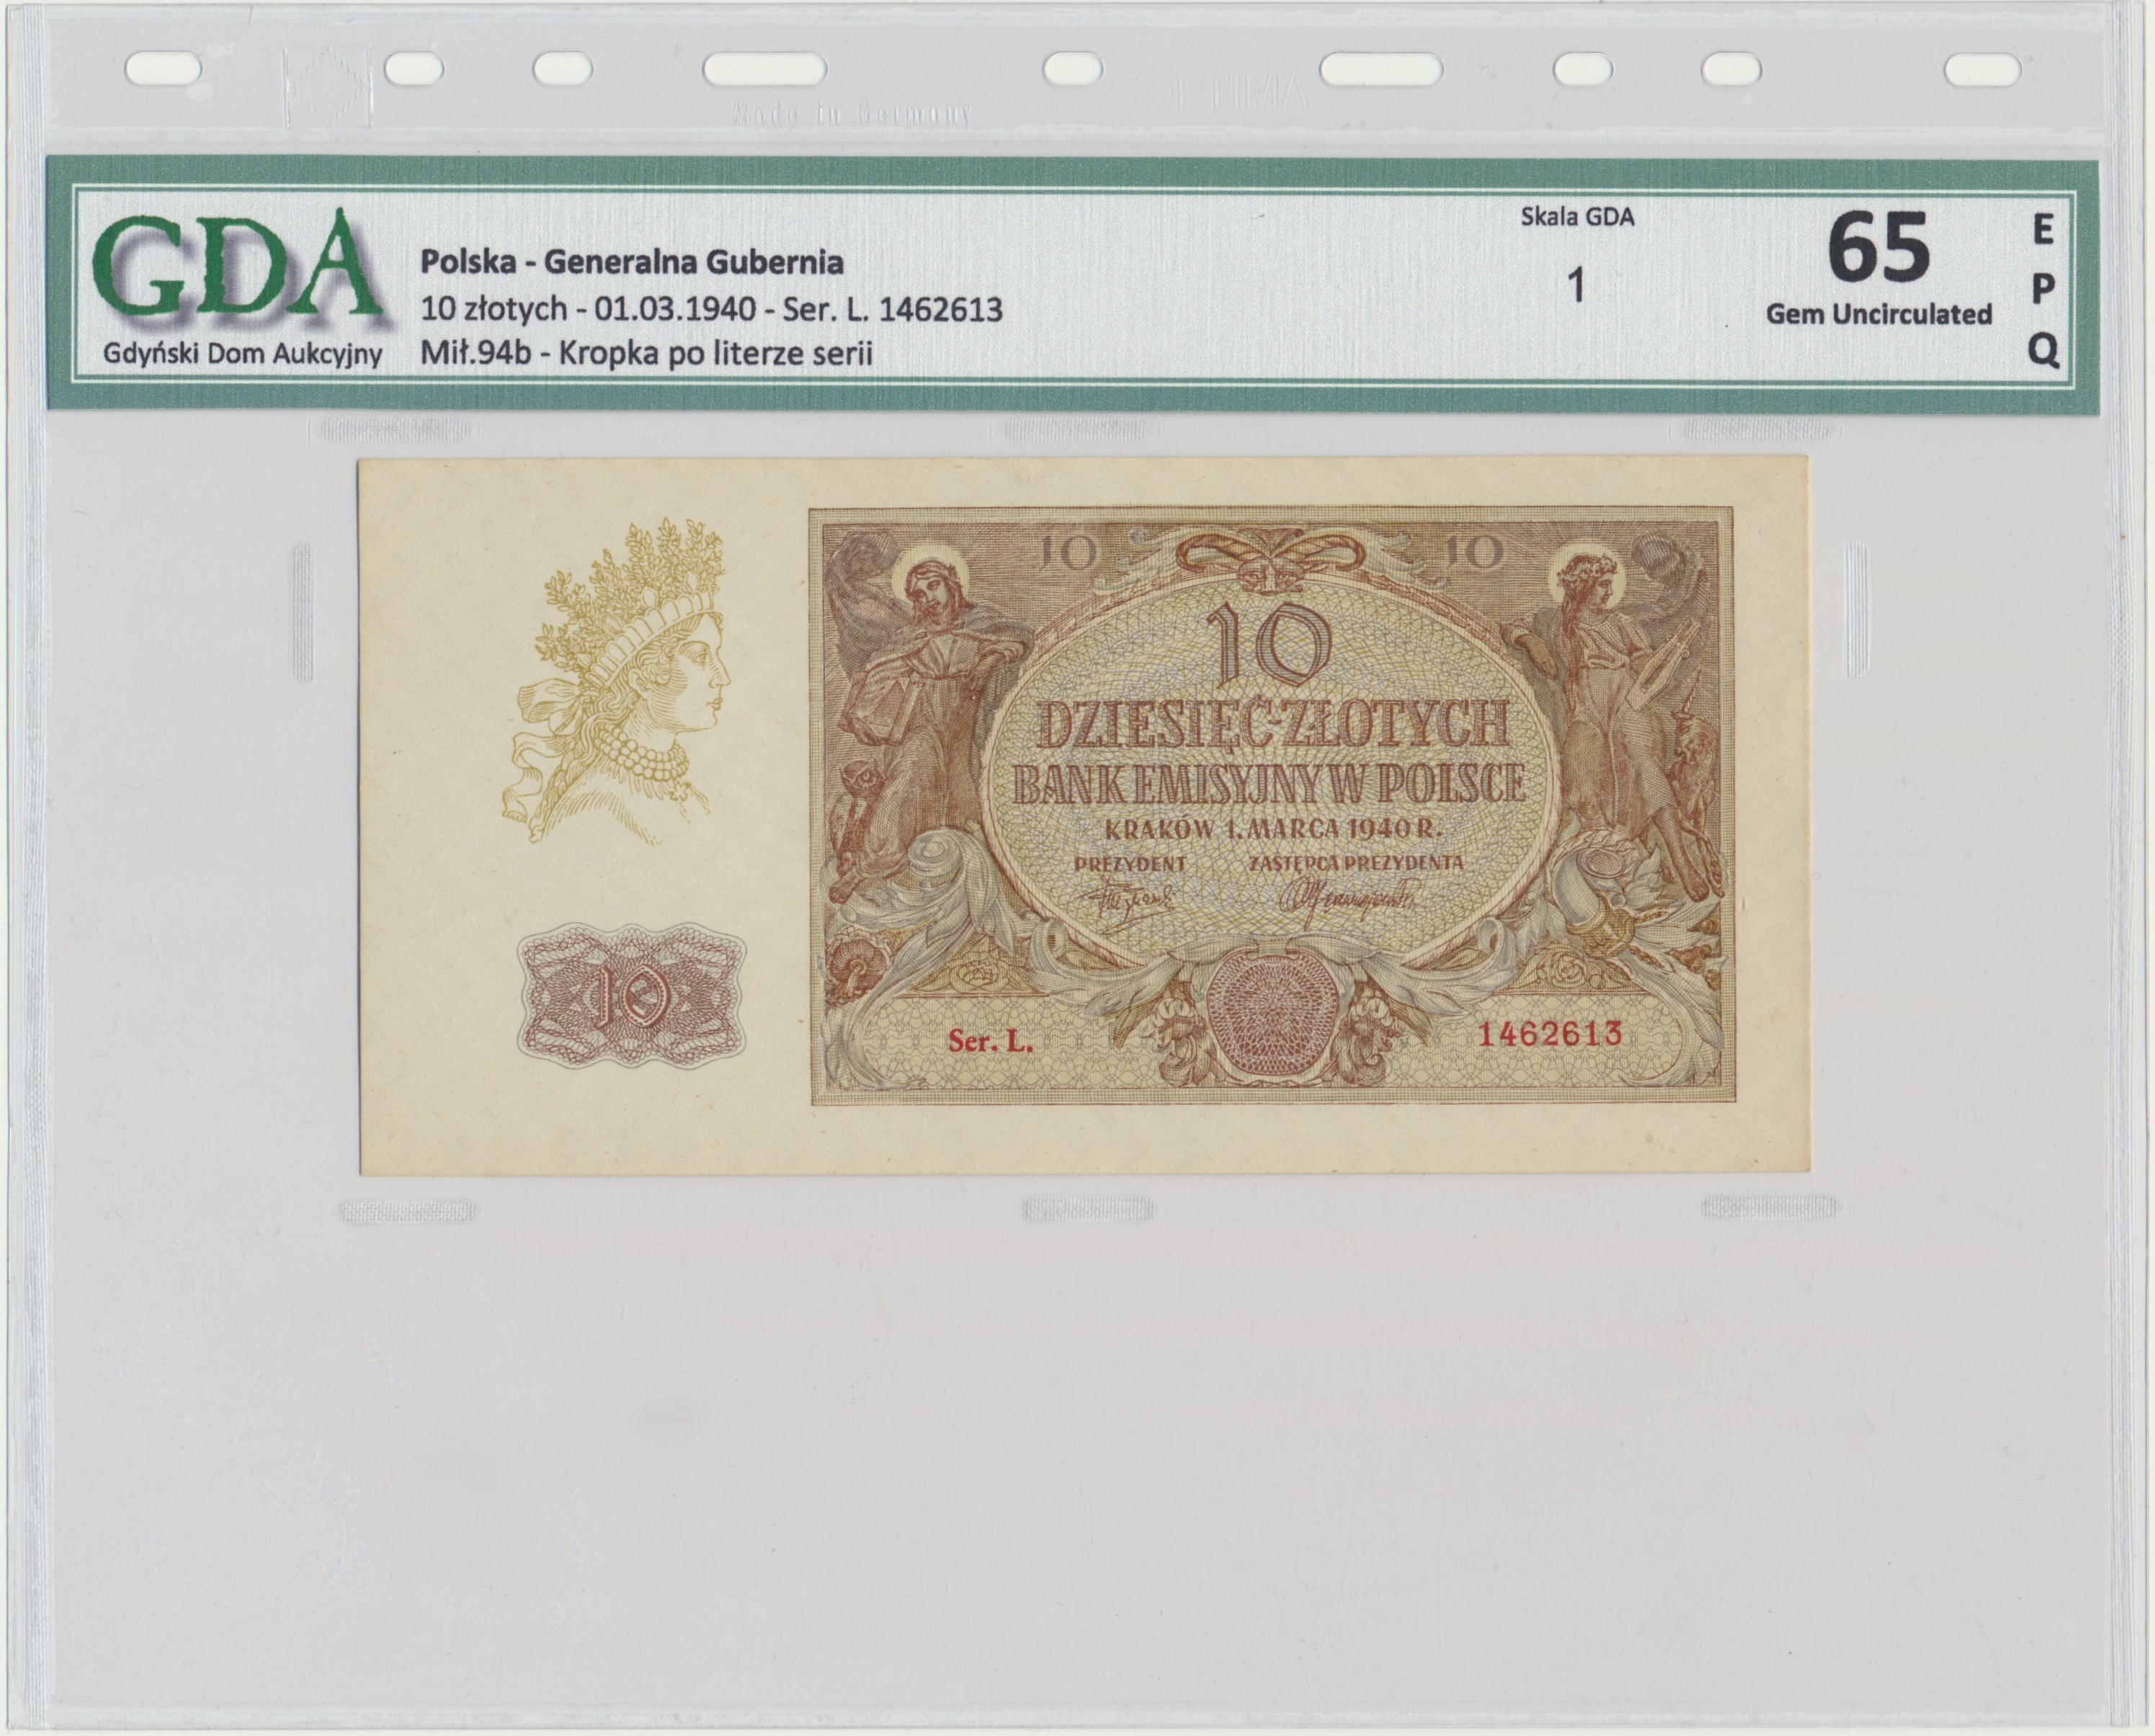 Made in Germany
OPTIMA
GDA
Gdyński Dom Aukcyjny
Polska - Generalna Gubernia
10 złotych - 01.03.1940 - Ser. L. 1462613
Mił.94b - Kropka po literze serii
Skala GDA
1
65
Gem Uncirculated
E
P
Q
10
10
10
DZIESIĘĆ-ZŁOTYCH
BANK EMISYJNY W POLSCE
KRAKÓW 1. MARCA 1940 R.
PREZYDENT ZASTĘPCA PREZYDENTA
10
Ser. L.
1462613